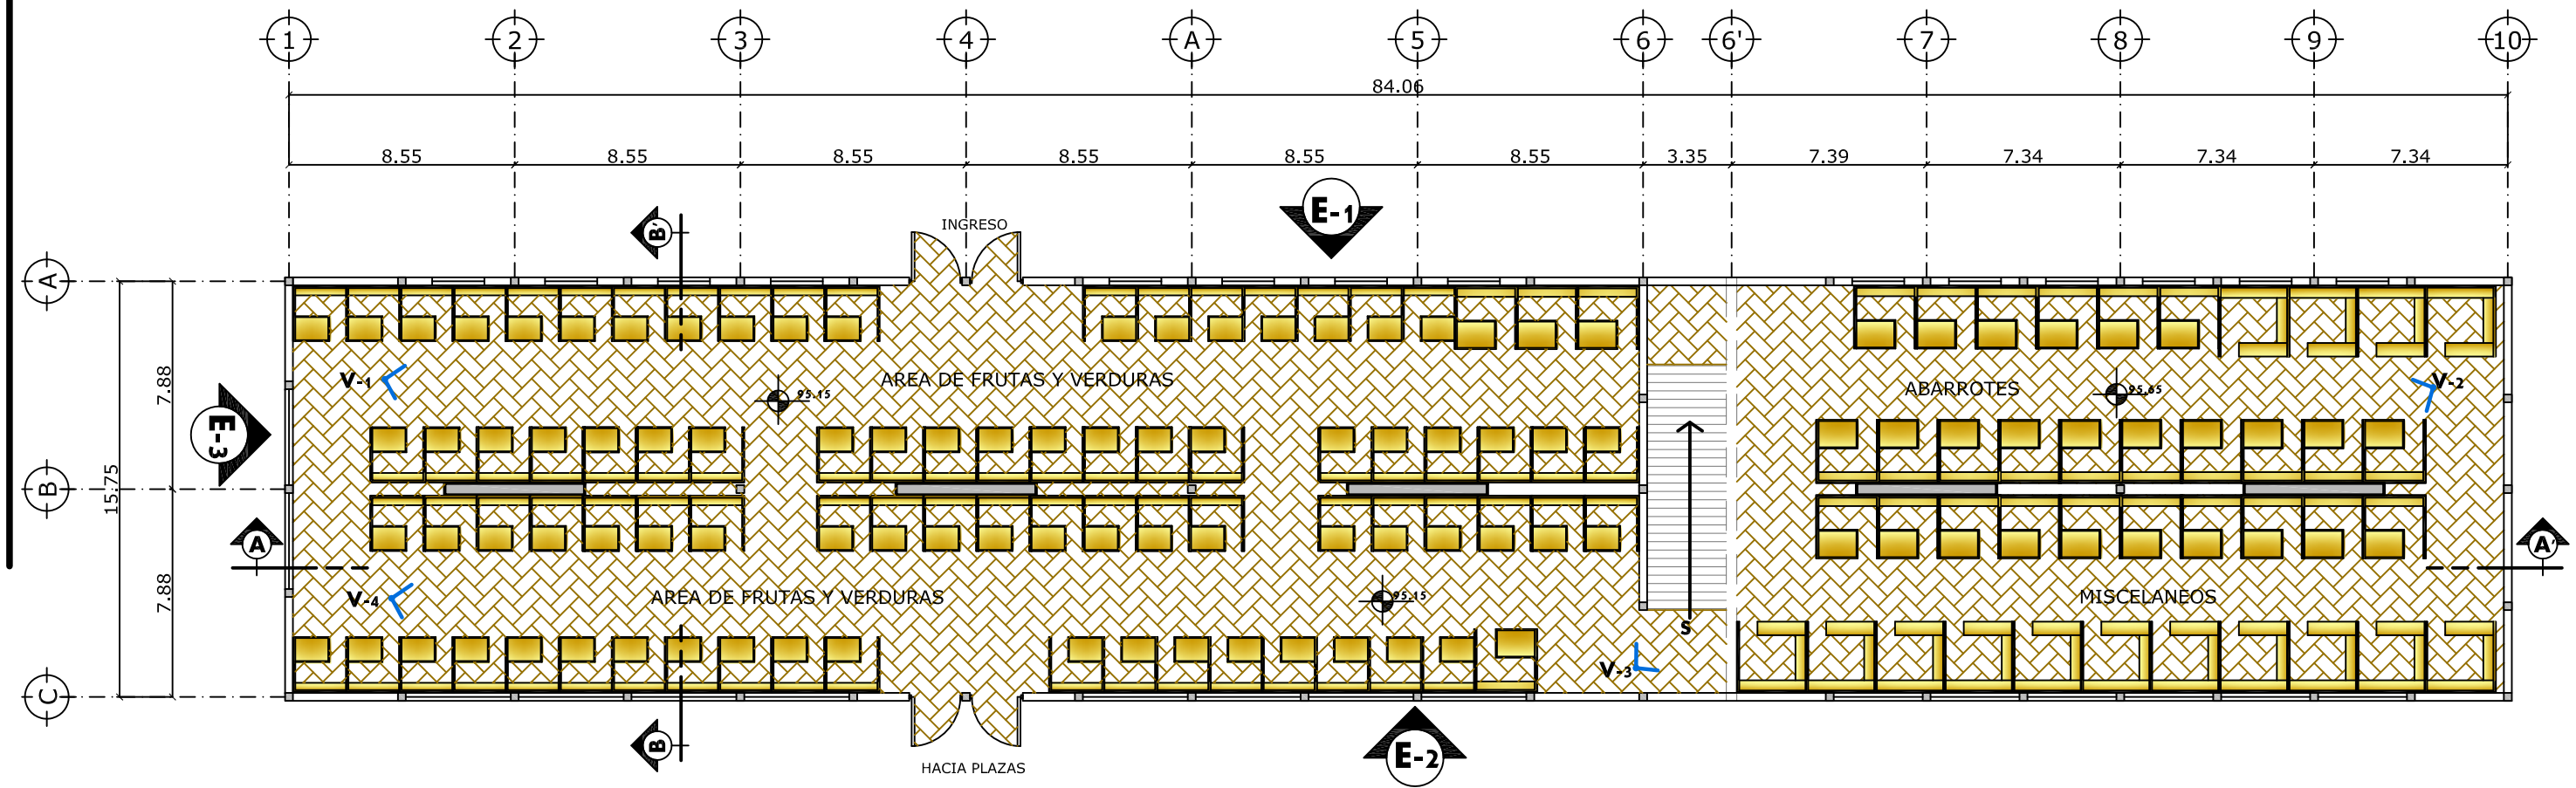 1 2 3 4 A 5 6 6' 7 8 9 10
84.06
8.55 8.55 8.55 8.55 8.55 8.55 3.35 7.39 7.34 7.34 7.34
E-1
INGRESO
B'
A
7.88
V-1
AREA DE FRUTAS Y VERDURAS
95.15
ABARROTES
95.65
V-2
E-3
B
15.75
A
A'
7.88
V-4
AREA DE FRUTAS Y VERDURAS
95.15
MISCELANEOS
S
V-3
C
B
E-2
HACIA PLAZAS